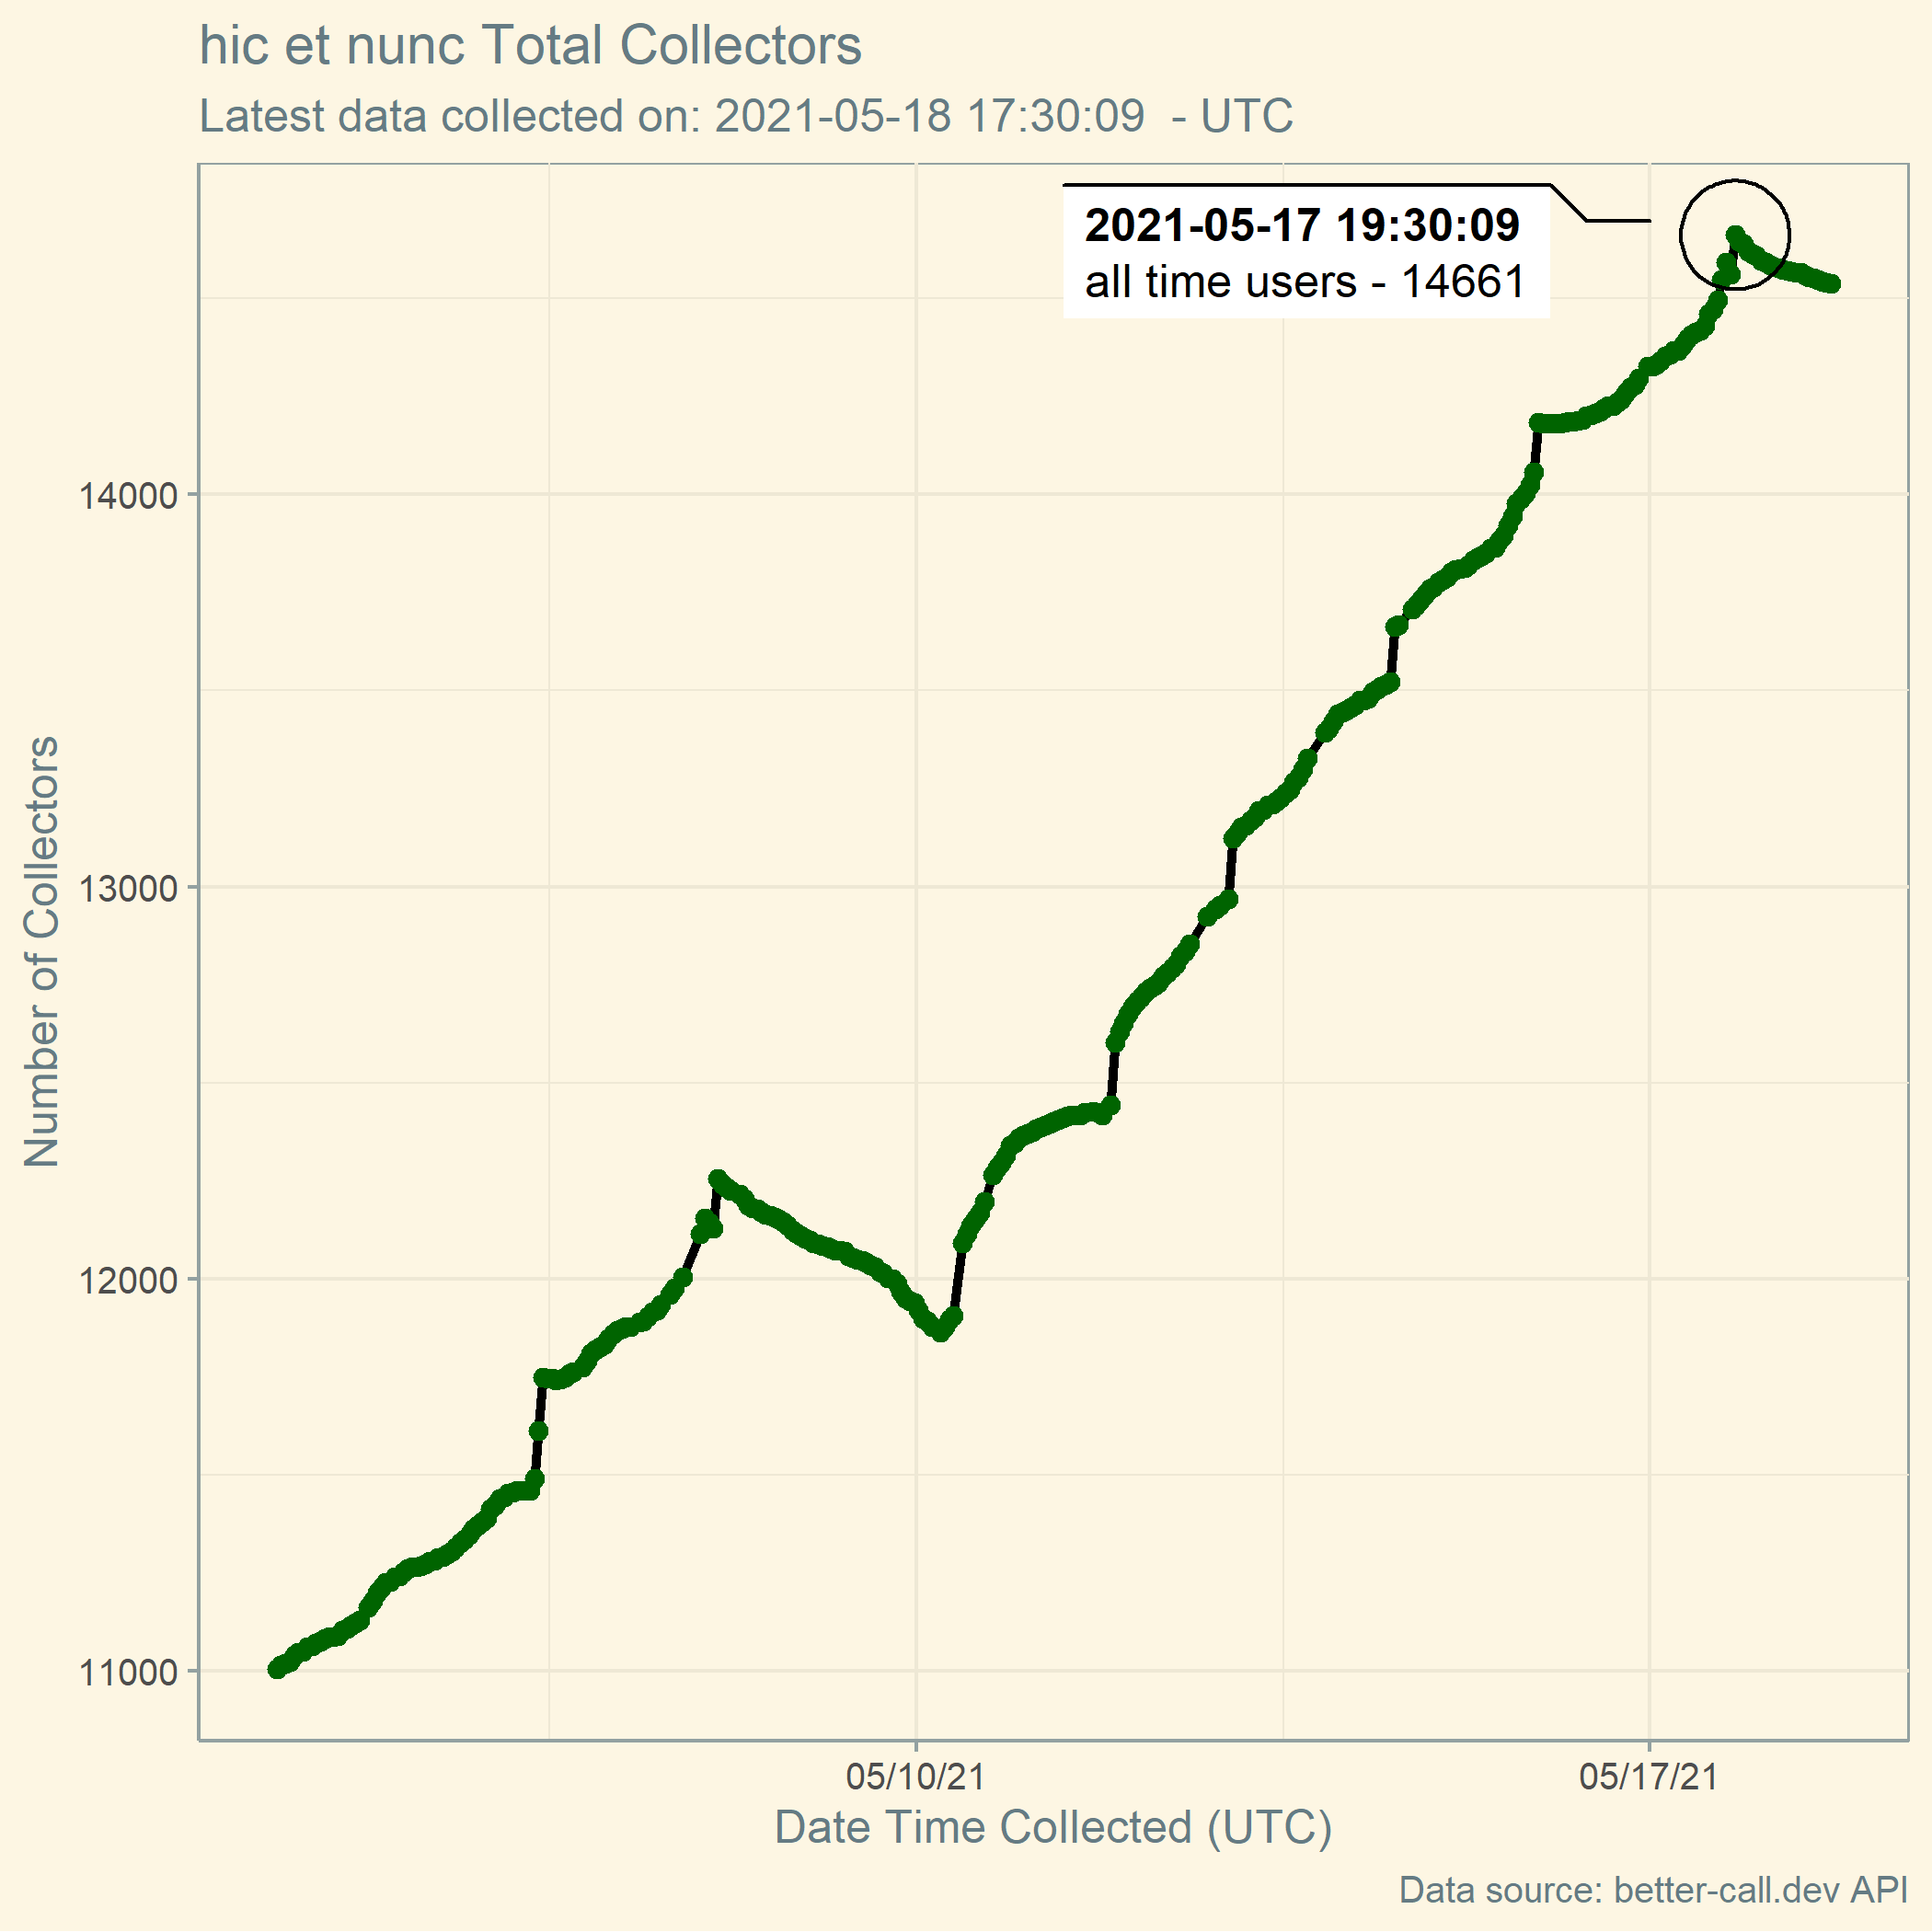 hic et nunc Total Collectors
Latest data collected on: 2021-05-18 17:30:09 - UTC
2021-05-17 19:30:09
all time users - 14661
Number of Collectors
14000
13000
12000
11000
05/10/21
05/17/21
Date Time Collected (UTC)
Data source: better-call.dev API